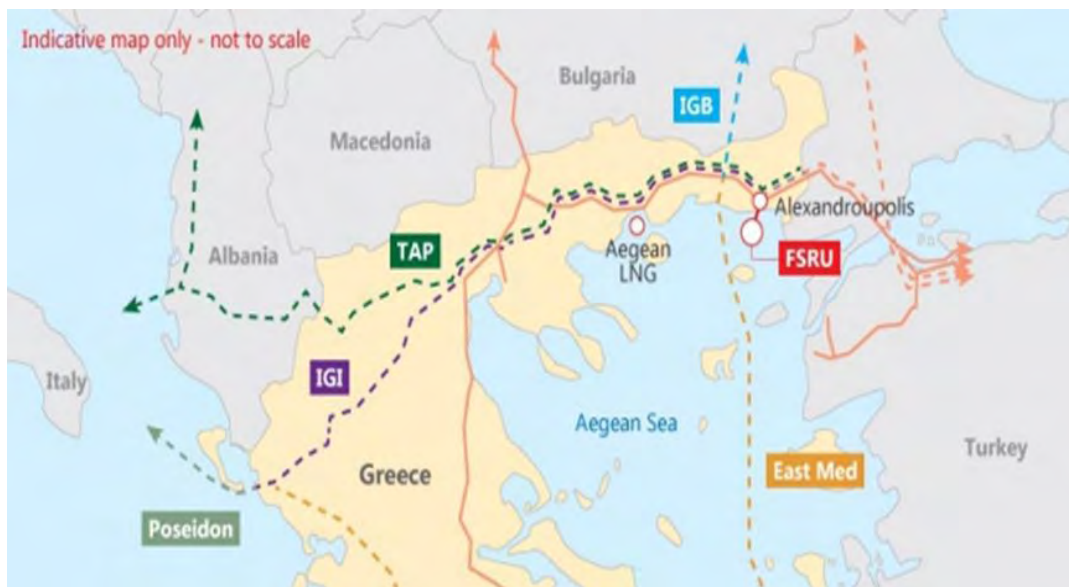 Indicative map only - not to scale
Bulgaria
IGB
Macedonia
Alexandroupolis
Albania
TAP
Aegean
LNG
FSRU
Italy
IGI
Aegean Sea
Turkey
Greece
East Med
Poseidon